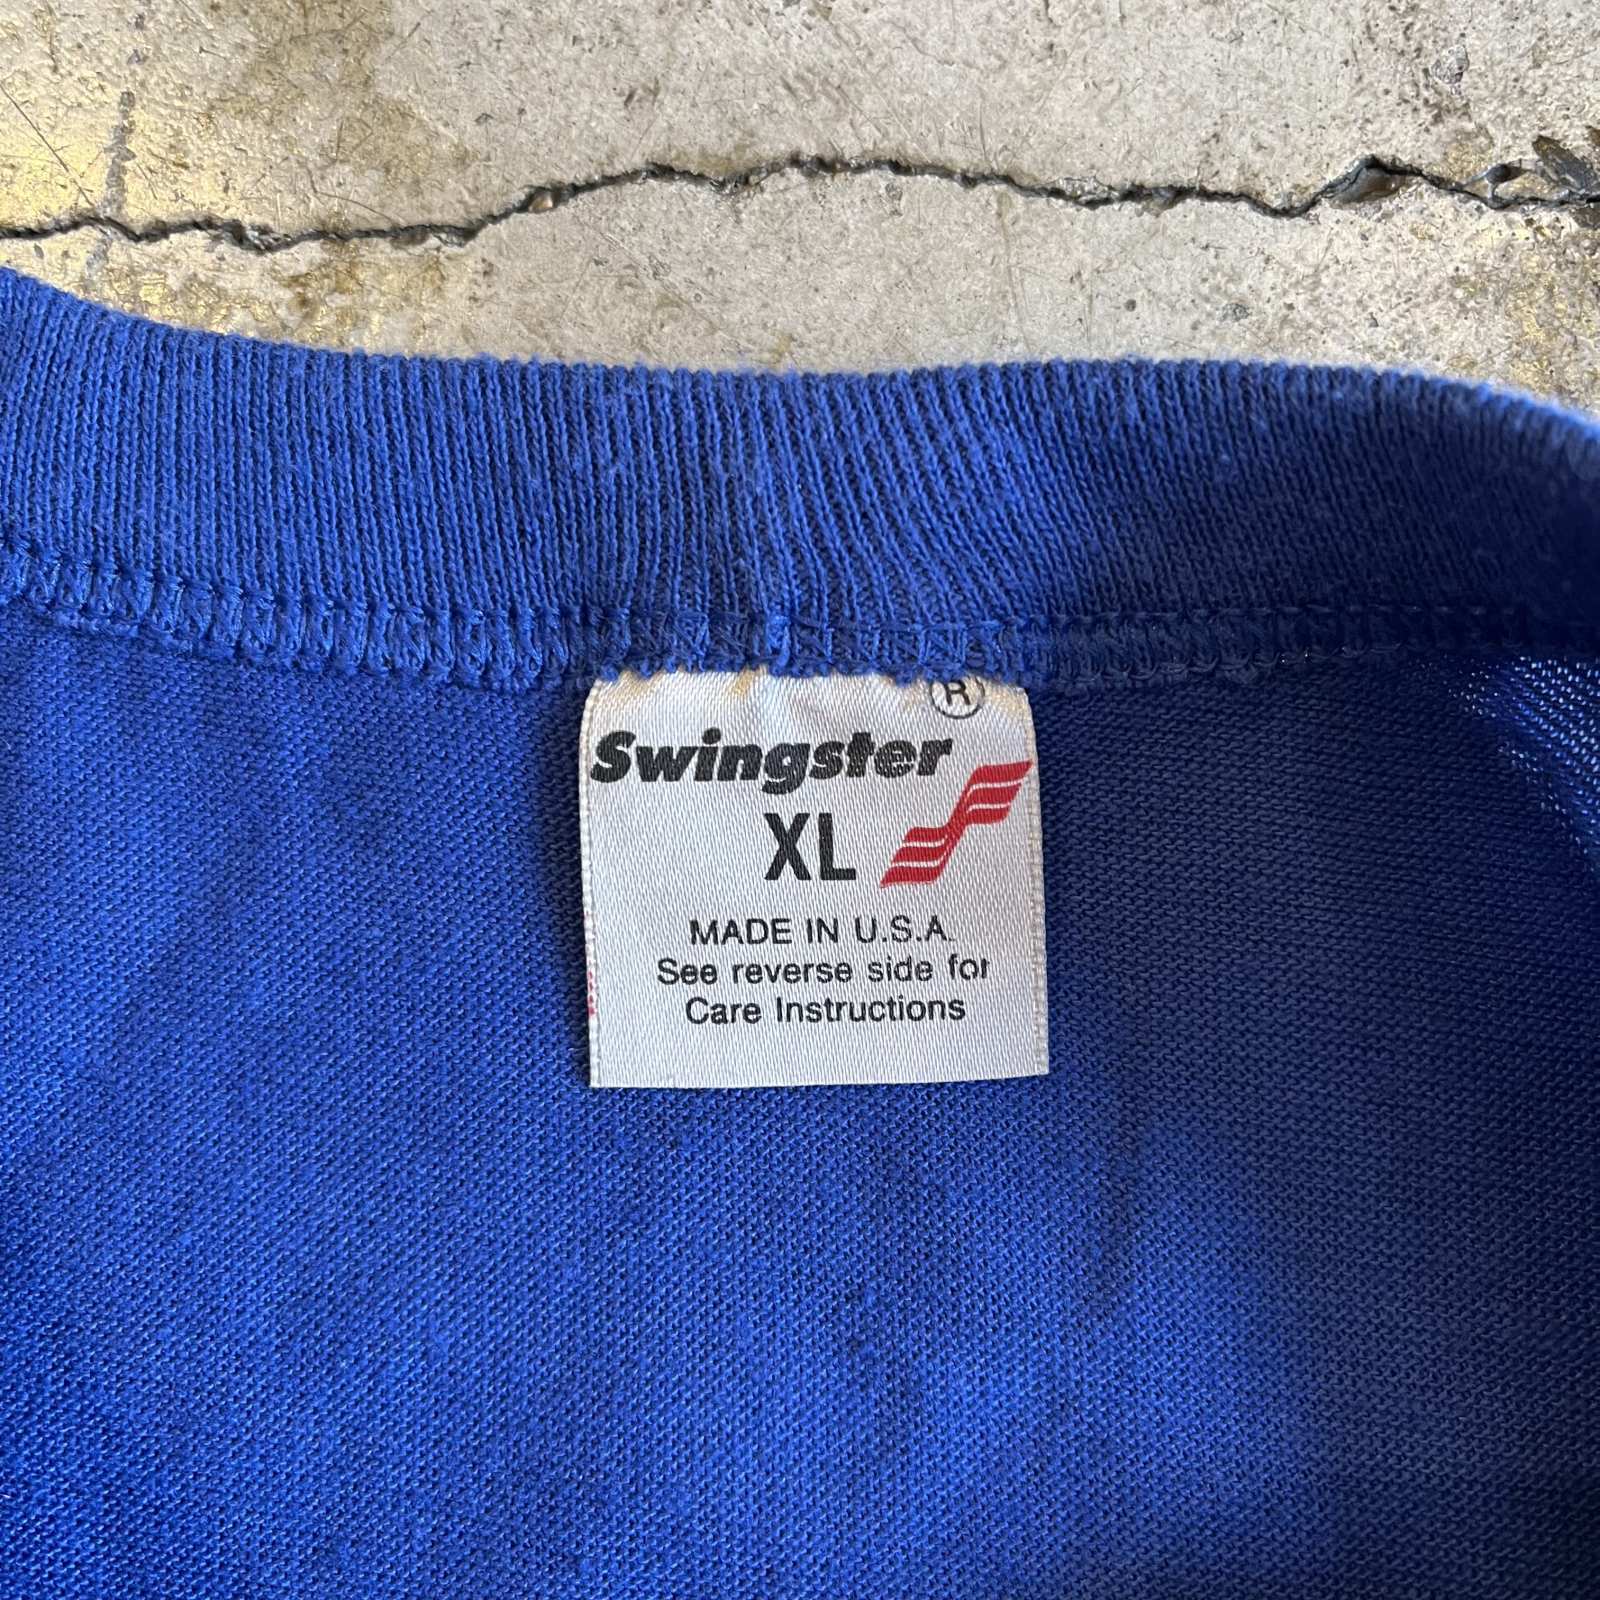 ®
Swingster
XL
MADE IN U.S.A.
See reverse side for
Care Instructions